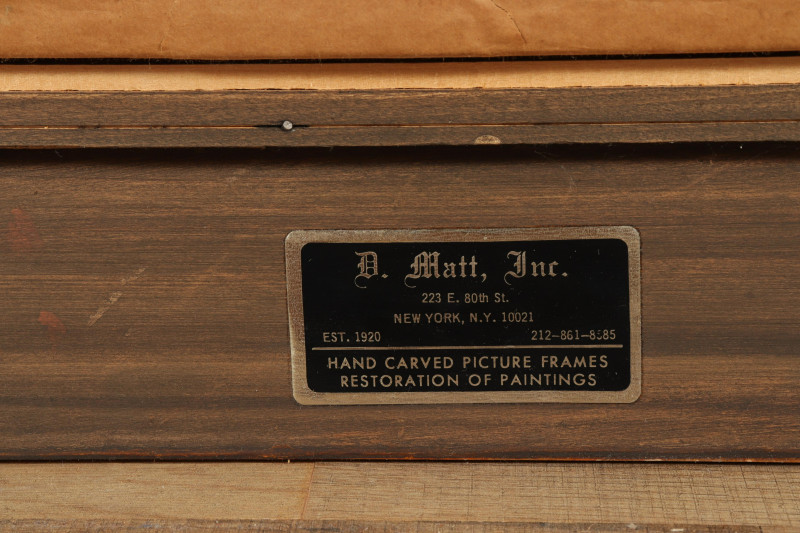 D. Matt, Inc.
223 E. 80th St.
NEW YORK, N.Y. 10021
EST. 1920
HAND CARVED PICTURE FRAMES
RESTORATION OF PAINTINGS